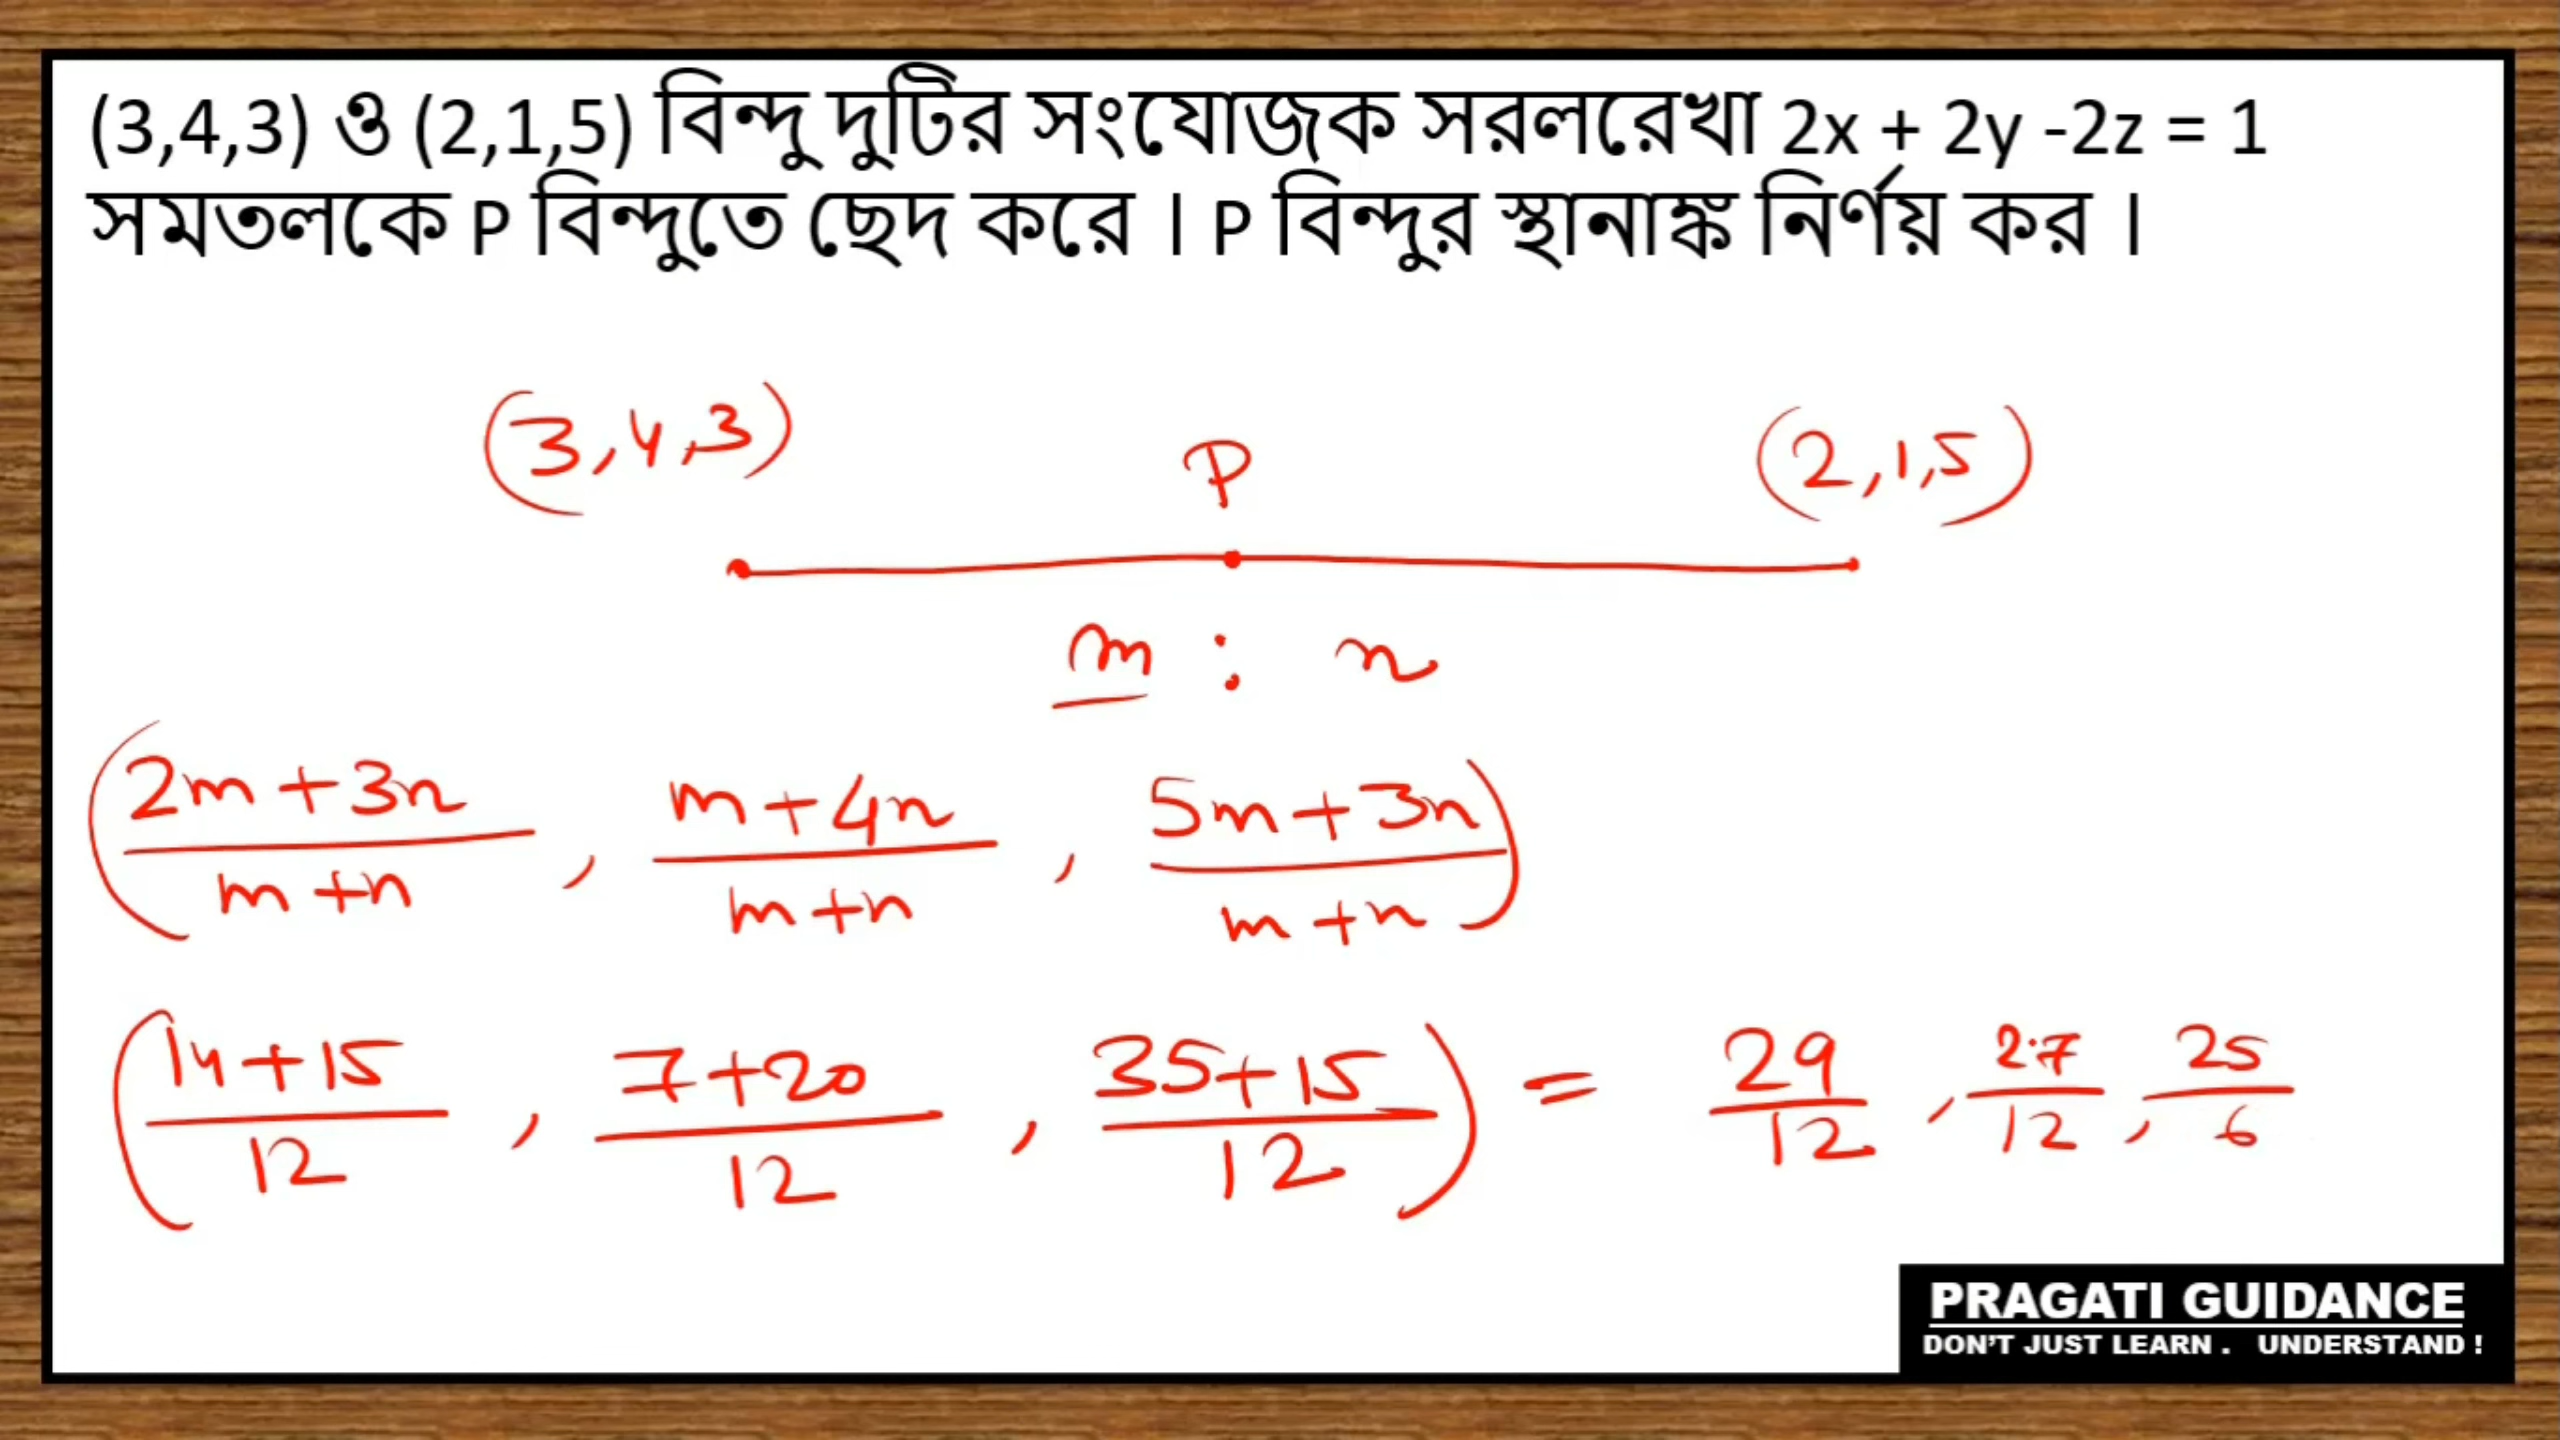 (3,4,3) ও (2,1,5) বিন্দু দুটির সংযোজক সরলরেখা 2x + 2y -2z = 1
সমতলকে P বিন্দুতে ছেদ করে । P বিন্দুর স্থানাঙ্ক নির্ণয় কর ।
(3,4,3) P (2,1,5)
m : n
(2m+3n/m+n, m+4n/m+n, 5m+3n/m+n)
(14+15/12, 7+20/12, 35+15/12) = 29/12, 27/12, 25/6
PRAGATI GUIDANCE
DON'T JUST LEARN . UNDERSTAND !